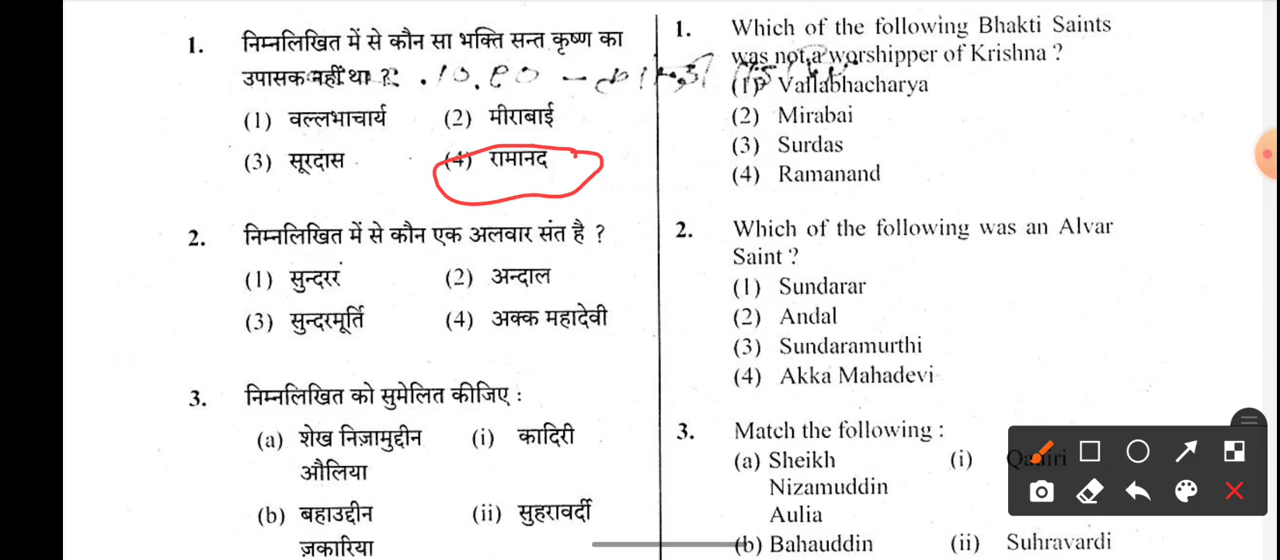 1. निम्नलिखित में से कौन सा भक्ति सन्त कृष्ण का
उपासक नहीं था ?
(1) वल्लभाचार्य (2) मीराबाई
(3) सूरदास (4) रामानद
2. निम्नलिखित में से कौन एक अलवार संत है ?
(1) सुन्दरर (2) अन्दाल
(3) सुन्दरमूर्ति (4) अक्क महादेवी
3. निम्नलिखित को सुमेलित कीजिए :
(a) शेख निज़ामुद्दीन (i) कादिरी
औलिया
(b) बहाउद्दीन (ii) सुहरावर्दी
ज़कारिया
1. Which of the following Bhakti Saints
was not a worshipper of Krishna ?
(1) Vallabhacharya
(2) Mirabai
(3) Surdas
(4) Ramanand
2. Which of the following was an Alvar
Saint ?
(1) Sundarar
(2) Andal
(3) Sundaramurthi
(4) Akka Mahadevi
3. Match the following :
(a) Sheikh (i) Qadiri
Nizamuddin
Aulia
(b) Bahauddin (ii) Suhravardi